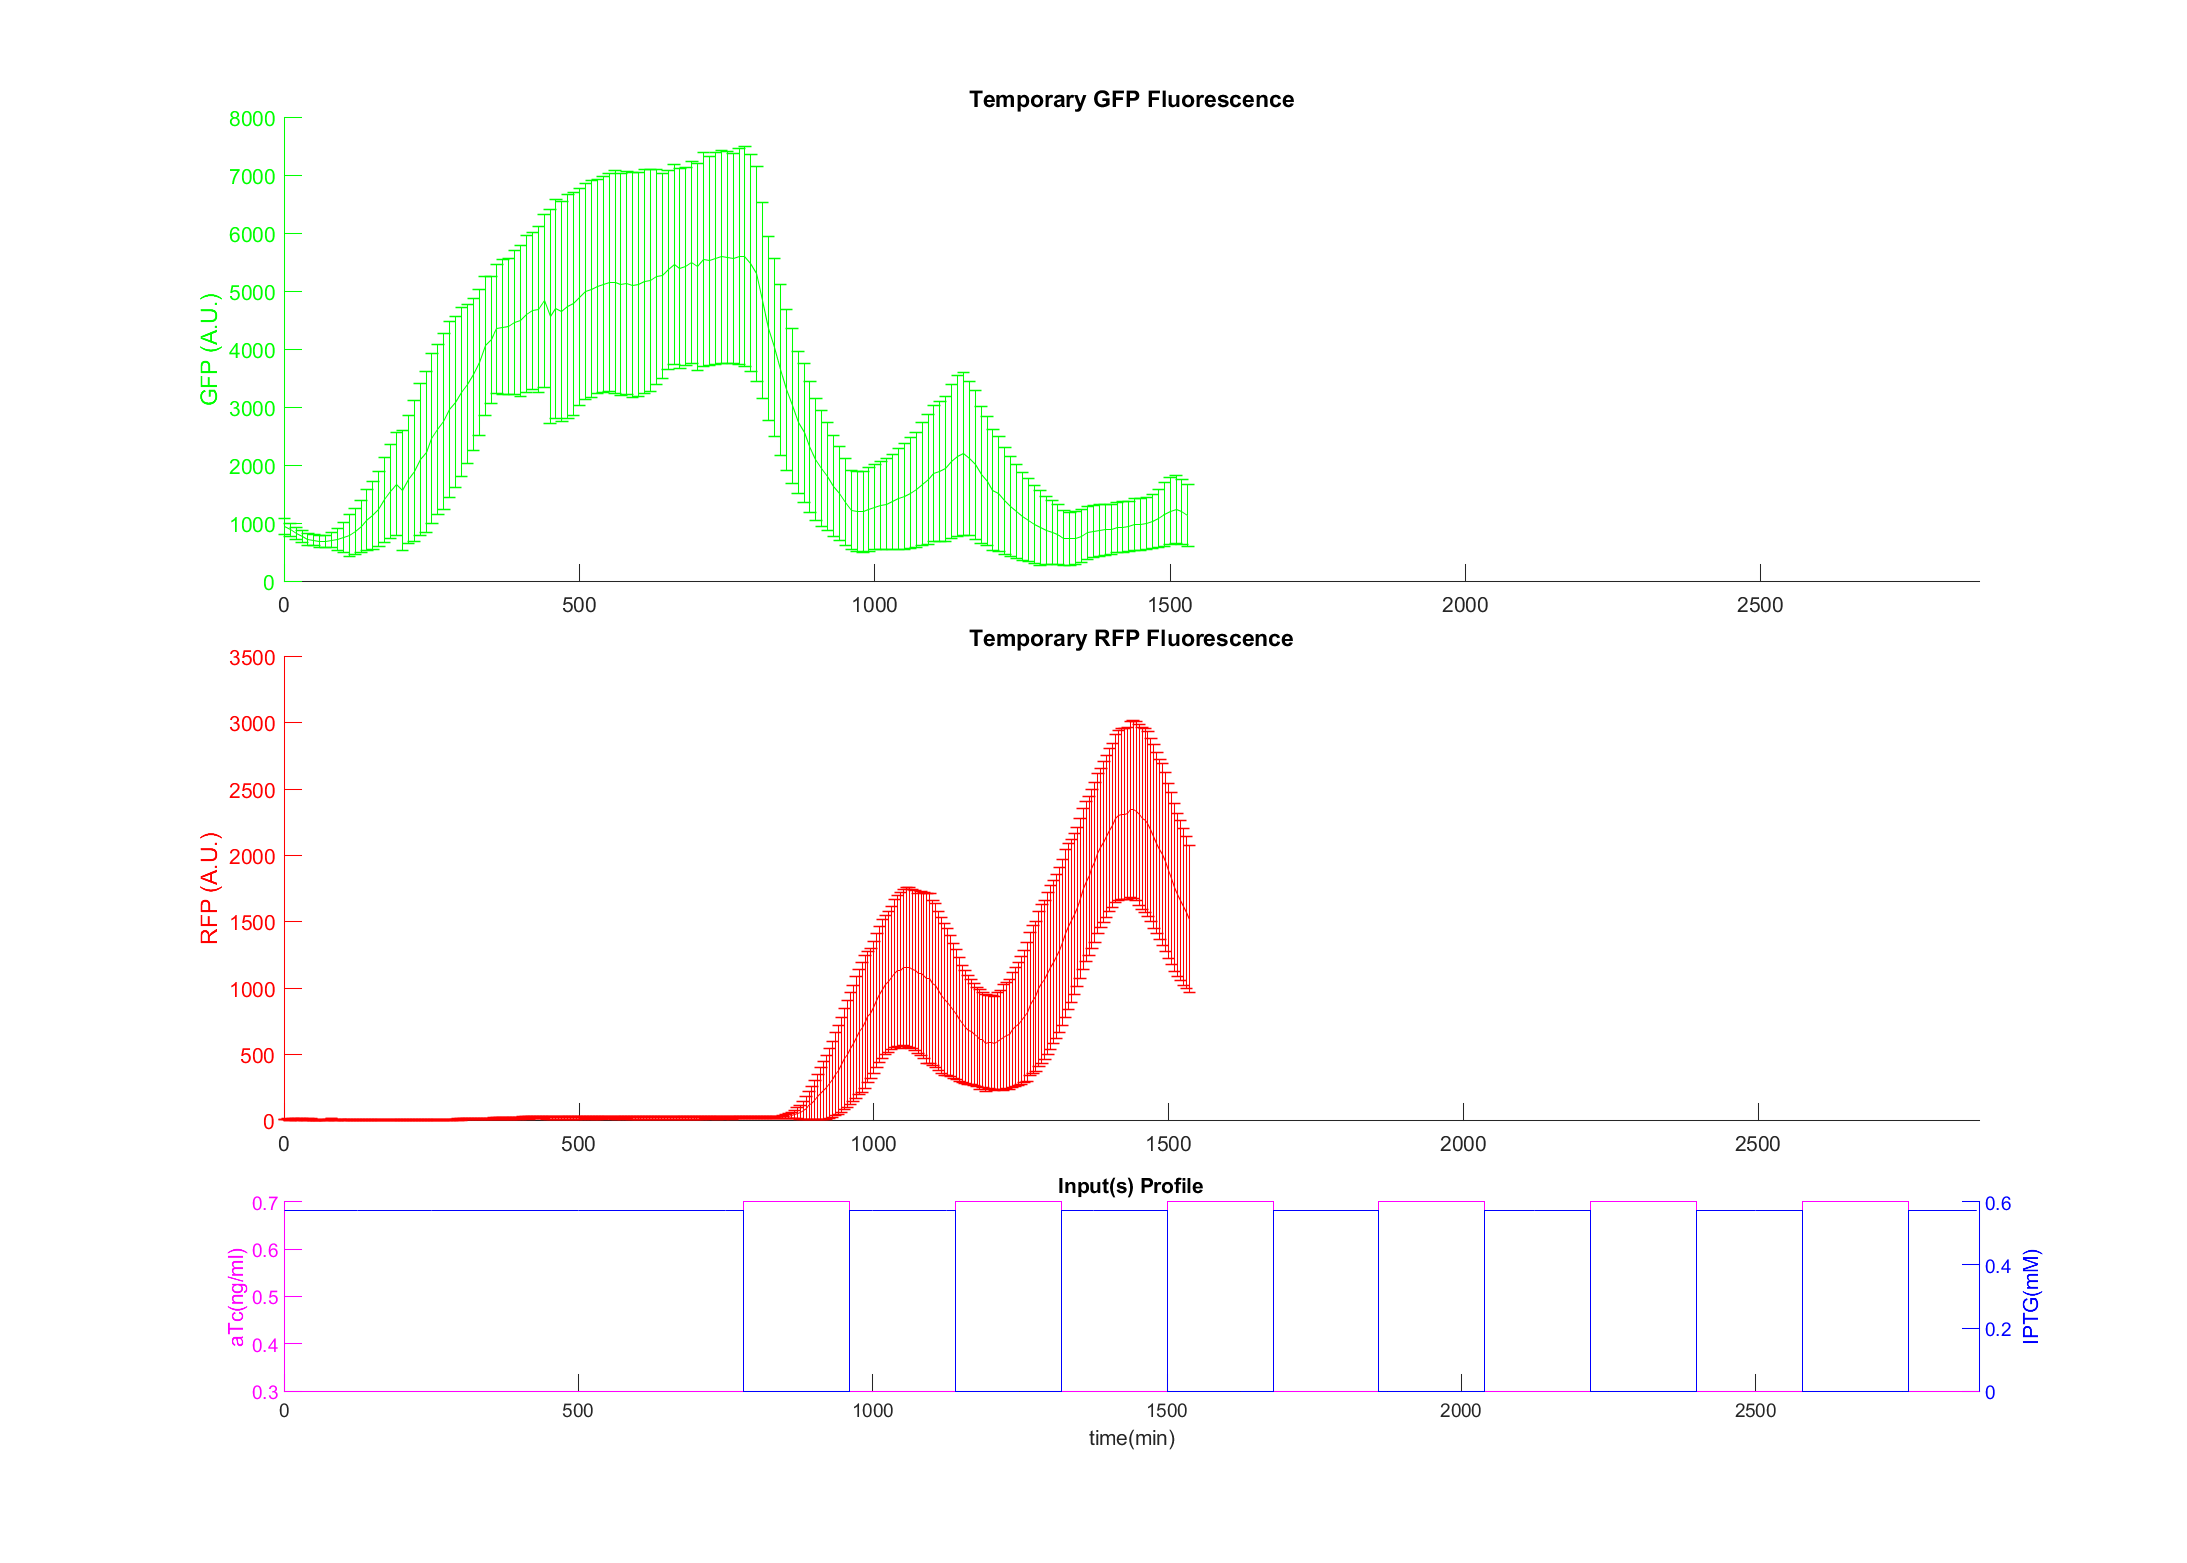 Temporary GFP Fluorescence
8000
7000
6000
5000
4000
3000
2000
1000
0
GFP (A.U.)
0 500 1000 1500 2000 2500
Temporary RFP Fluorescence
3500
3000
2500
2000
1500
1000
500
0
RFP (A.U.)
0 500 1000 1500 2000 2500
Input(s) Profile
0.7
0.6
0.5
0.4
0.3
aTc(ng/ml)
0.6
0.4
0.2
0
IPTG(mM)
0 500 1000 1500 2000 2500
time(min)